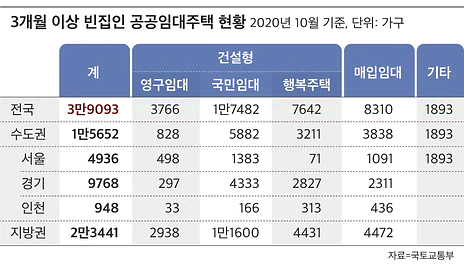 3개월 이상 빈집인 공공임대주택 현황 2020년 10월 기준, 단위: 가구
계 건설형 매입임대 기타
영구임대 국민임대 행복주택
전국 3만9093 3766 1만7482 7642 8310 1893
수도권 1만5652 828 5882 3211 3838 1893
서울 4936 498 1383 71 1091 1893
경기 9768 297 4333 2827 2311
인천 948 33 166 313 436
지방권 2만3441 2938 1만1600 4431 4472
자료=국토교통부